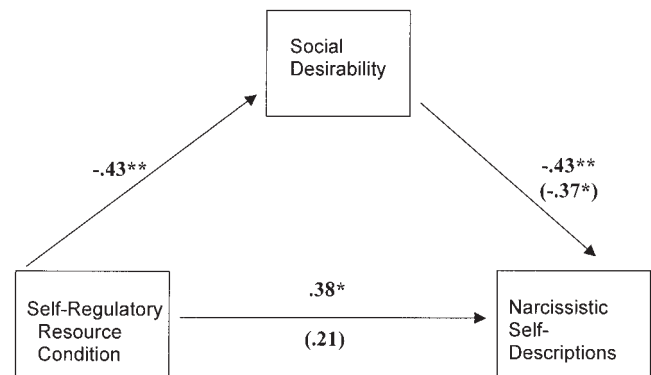 Social
Desirability
-.43**
-.43**
(-.37*)
.38*
Self-Regulatory
Resource
Condition
(.21)
Narcissistic
Self-
Descriptions